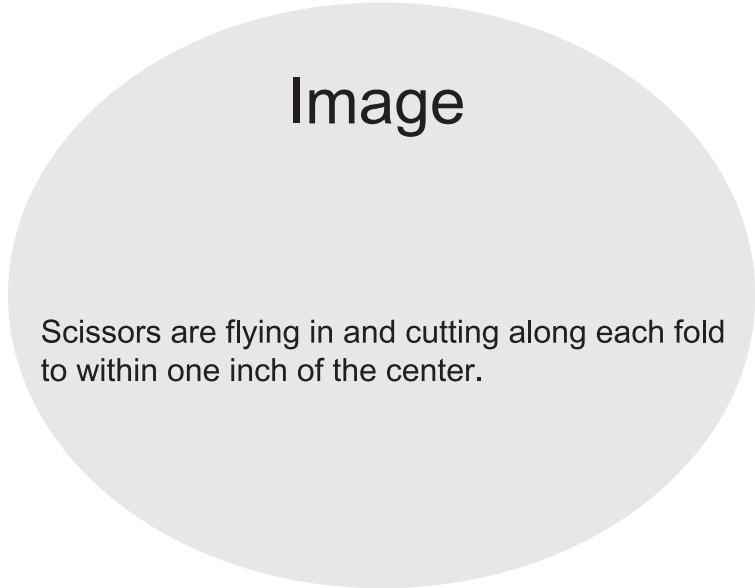 Image
Scissors are flying in and cutting along each fold
to within one inch of the center.